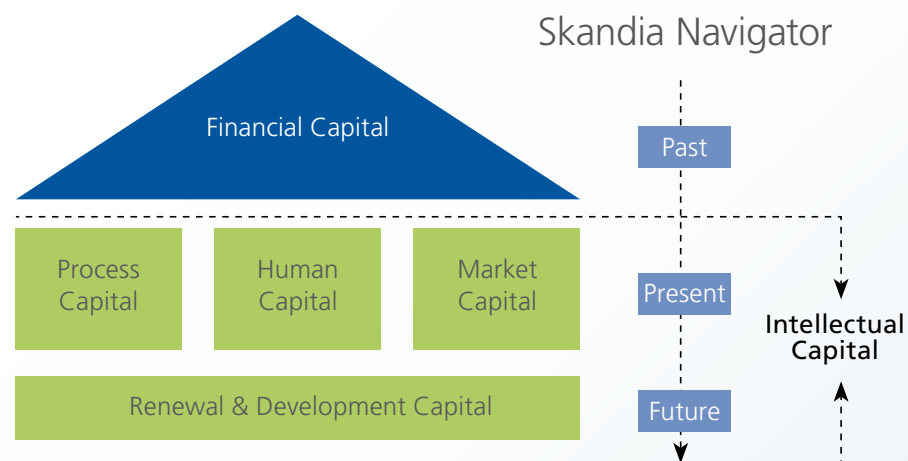 Skandia Navigator
Financial Capital
Past
Process
Capital
Human
Capital
Market
Capital
Present
Intellectual
Capital
Renewal & Development Capital
Future